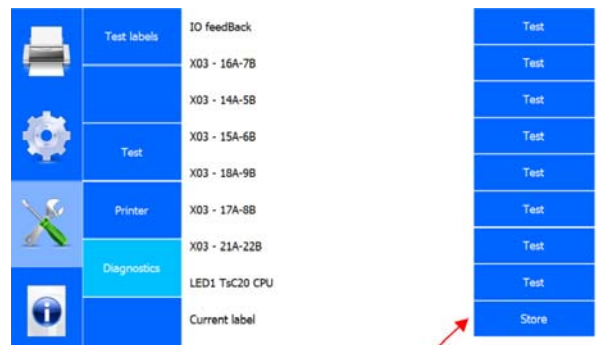 Test labels
Test
Printer
Diagnostics
IO feedBack Test
X03 - 16A-7B Test
X03 - 14A-5B Test
X03 - 15A-6B Test
X03 - 18A-9B Test
X03 - 17A-8B Test
X03 - 21A-22B Test
LED1 TsC20 CPU Test
Current label Store